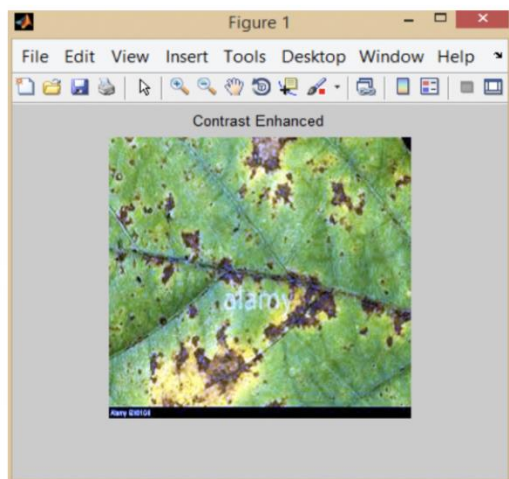 Figure 1
File Edit View Insert Tools Desktop Window Help
Contrast Enhanced
alamy